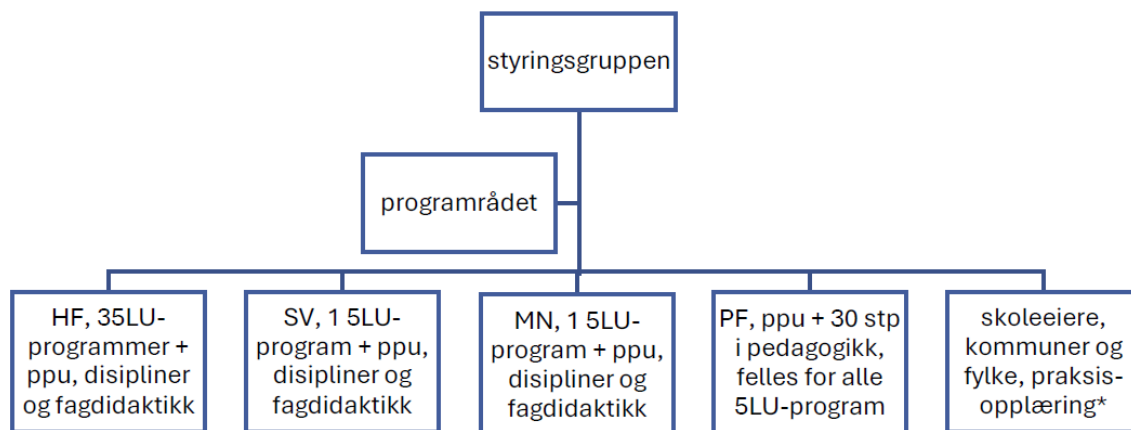 styringsgruppen
programrådet
HF, 35LU-
programmer +
ppu, disipliner
og fagdidaktikk
SV, 1 5LU-
program + ppu,
disipliner og
fagdidaktikk
MN, 1 5LU-
program + ppu,
disipliner og
fagdidaktikk
PF, ppu + 30 stp
i pedagogikk,
felles for alle
5LU-program
skoleeiere,
kommuner og
fylke, praksis-
opplæring*